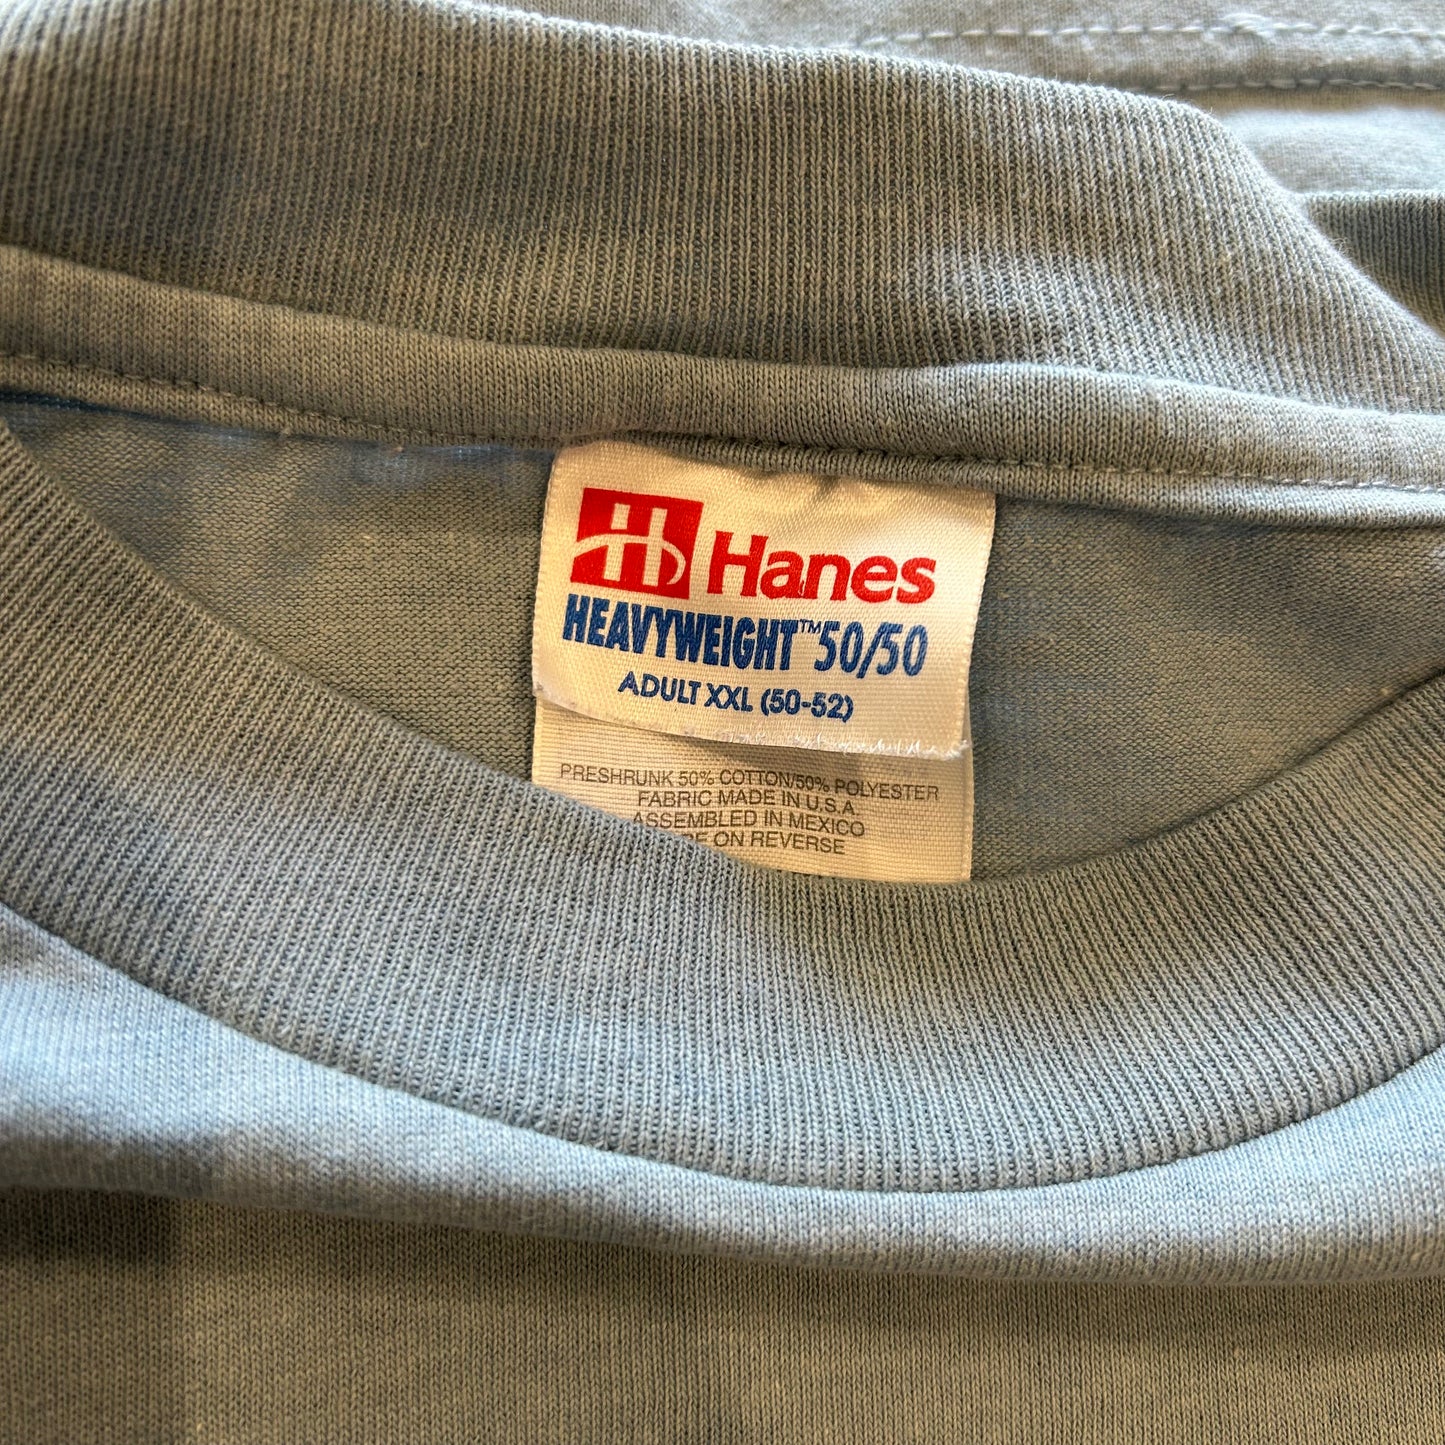 H Hanes
HEAVYWEIGHT™ 50/50
ADULT XXL (50-52)
PRESHRUNK 50% COTTON/50% POLYESTER
FABRIC MADE IN U.S.A.
ASSEMBLED IN MEXICO
ON REVERSE